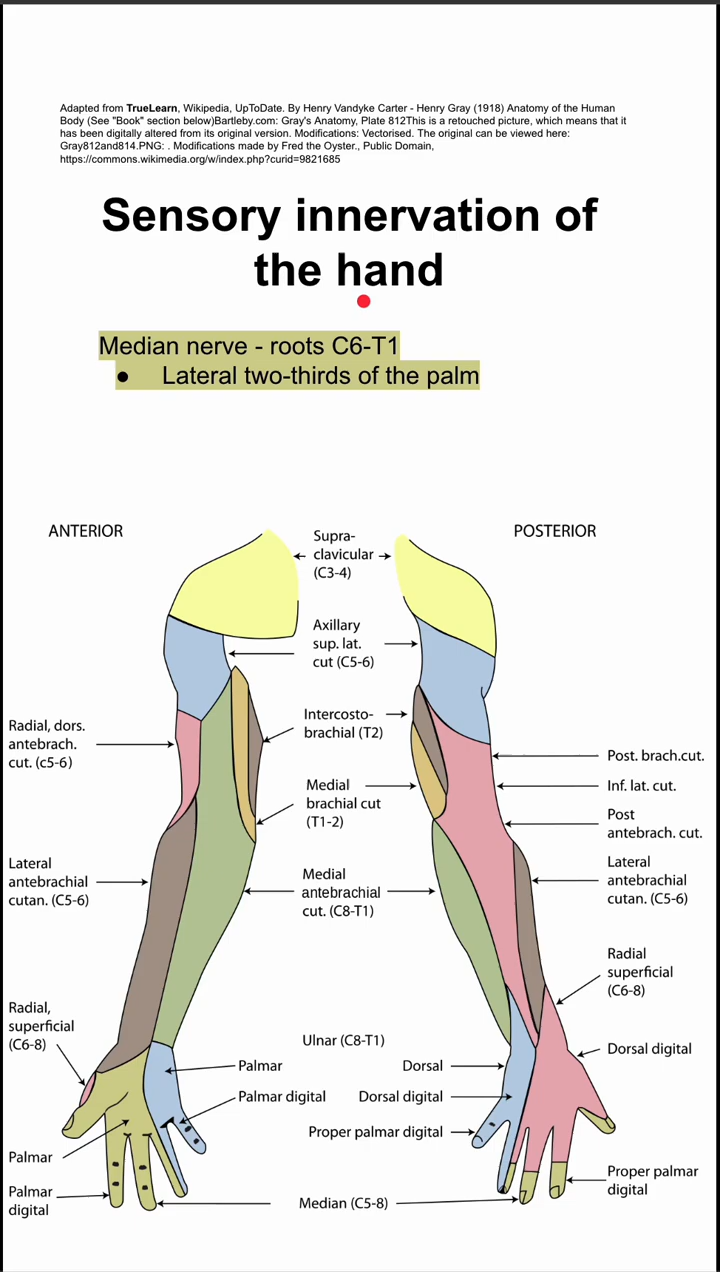 Adapted from TrueLearn, Wikipedia, UpToDate. By Henry Vandyke Carter - Henry Gray (1918) Anatomy of the Human
Body (See "Book" section below)Bartleby.com: Gray's Anatomy, Plate 812This is a retouched picture, which means that it
has been digitally altered from its original version. Modifications: Vectorised. The original can be viewed here:
Gray812and814.PNG: . Modifications made by Fred the Oyster., Public Domain,
https://commons.wikimedia.org/w/index.php?curid=9821685
Sensory innervation of
the hand
Median nerve - roots C6-T1
● Lateral two-thirds of the palm
ANTERIOR
POSTERIOR
Supra-
clavicular
(C3-4)
Axillary
sup. lat.
cut (C5-6)
Intercosto-
brachial (T2)
Medial
brachial cut
(T1-2)
Medial
antebrachial
cut. (C8-T1)
Radial, dors.
antebrach.
cut. (c5-6)
Lateral
antebrachial
cutan. (C5-6)
Radial,
superficial
(C6-8)
Palmar
Palmar
digital
Ulnar (C8-T1)
Palmar
Palmar digital
Dorsal
Dorsal digital
Proper palmar digital
Median (C5-8)
Post. brach.cut.
Inf. lat. cut.
Post
antebrach. cut.
Lateral
antebrachial
cutan. (C5-6)
Radial
superficial
(C6-8)
Dorsal digital
Proper palmar
digital